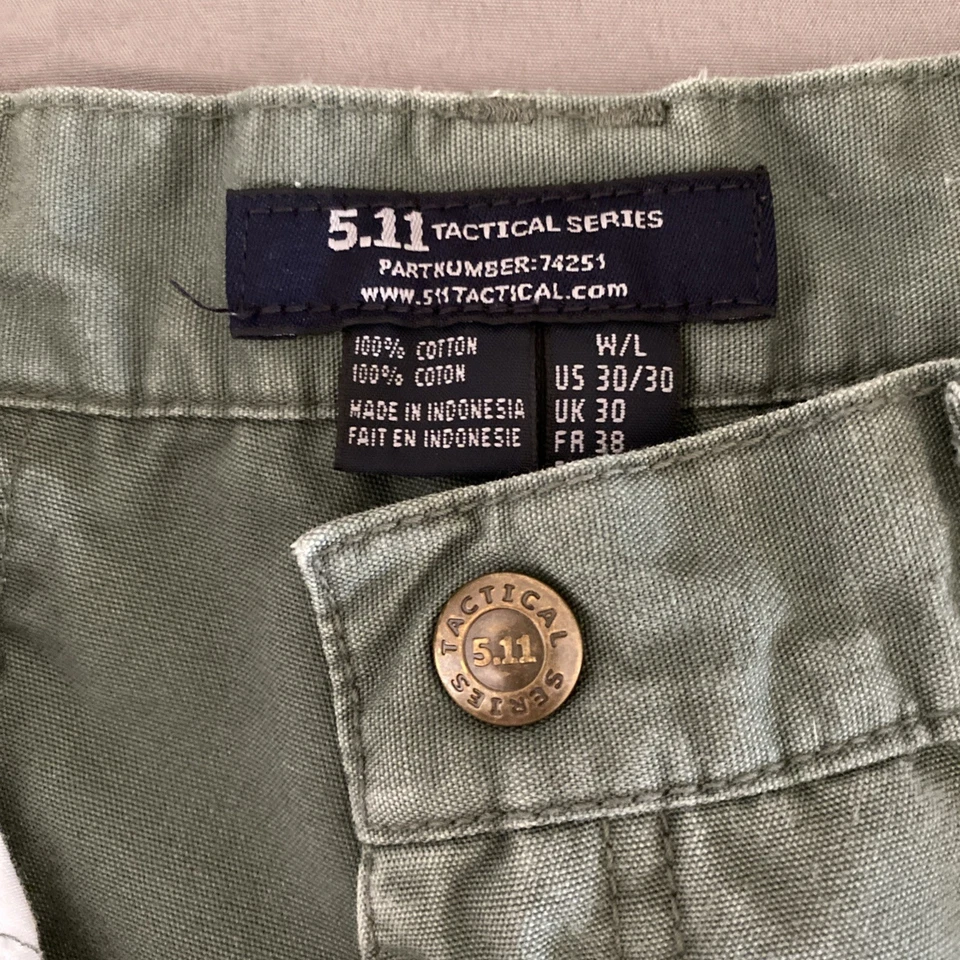 5.11 TACTICAL SERIES
PARTNUMBER:74251
WWW.511TACTICAL.com
100% COTTON
100% COTON
MADE IN INDONESIA
FAIT EN INDONESIE
W/L
US 30/30
UK 30
FR 38
TACTICAL
5.11
SERIES